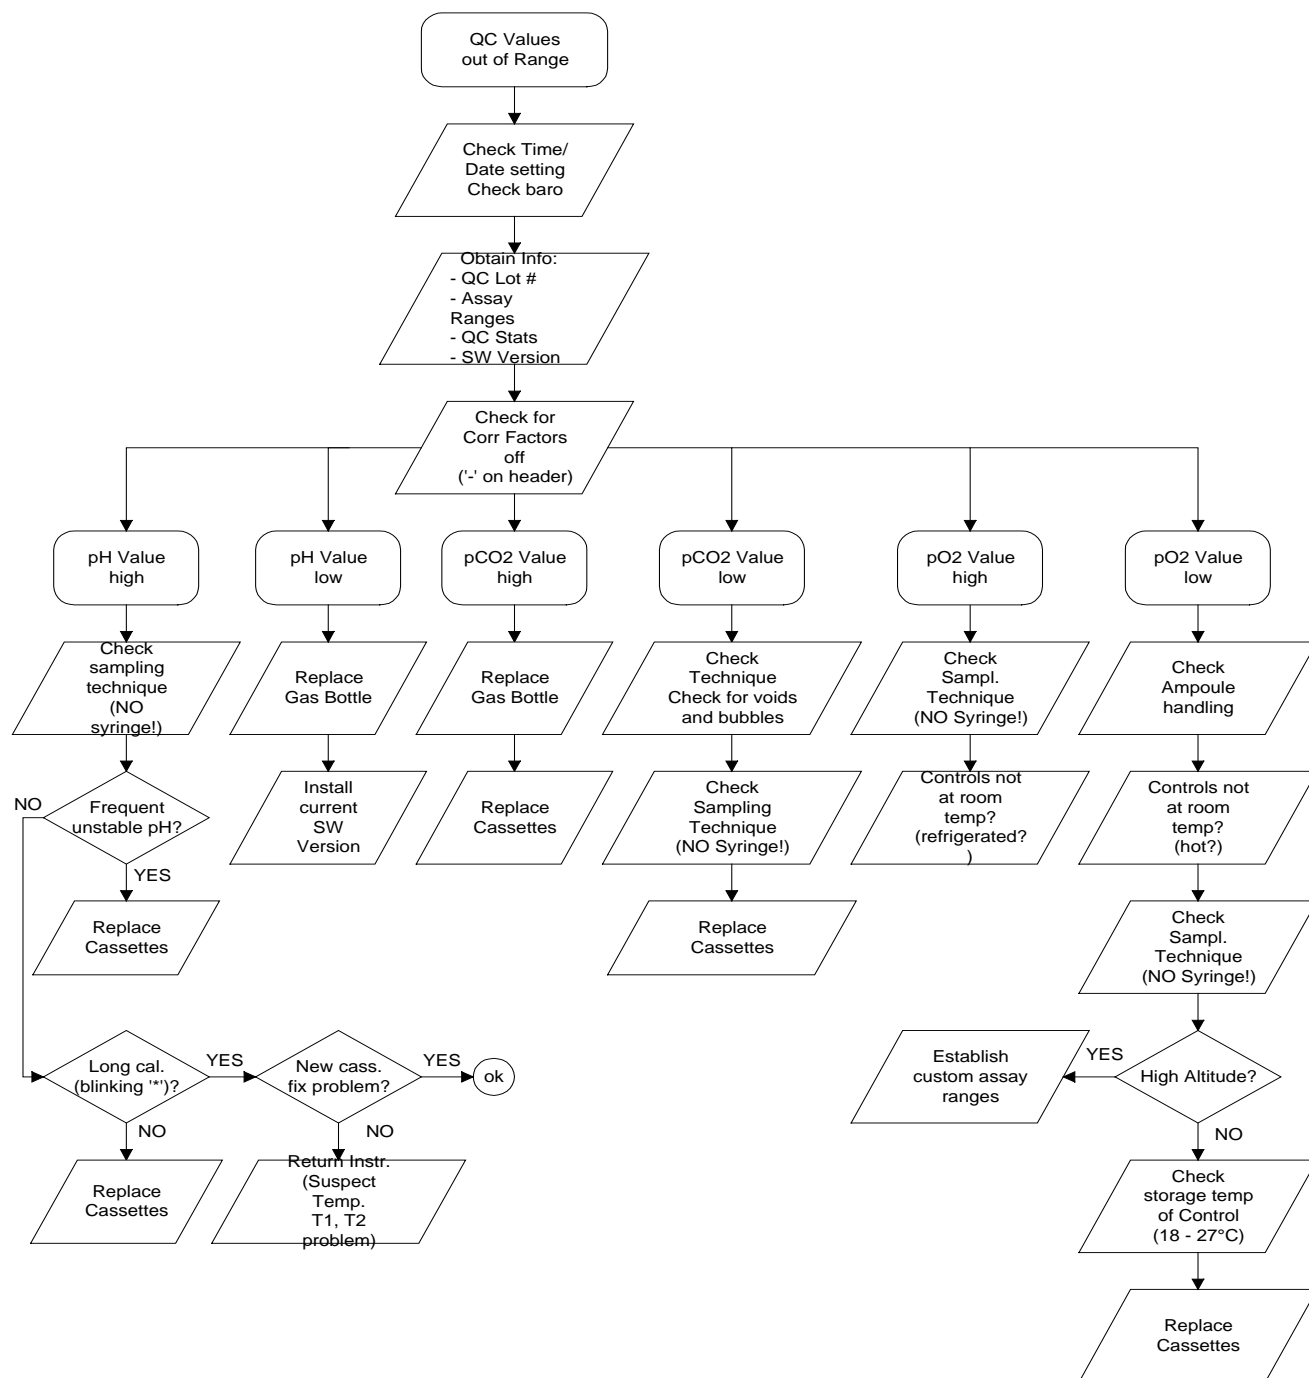 QC Values
out of Range
Check Time/
Date setting
Check baro
Obtain Info:
- QC Lot #
- Assay
Ranges
- QC Stats
- SW Version
Check for
Corr Factors
off
('-' on header)
pH Value
high
pH Value
low
pCO2 Value
high
pCO2 Value
low
pO2 Value
high
pO2 Value
low
Check
sampling
technique
(NO
syringe!)
Replace
Gas Bottle
Replace
Gas Bottle
Check
Technique
Check for voids
and bubbles
Check
Sampl.
Technique
(NO Syringe!)
Check
Ampoule
handling
NO
Frequent
unstable pH?
YES
Install
current
SW
Version
Replace
Cassettes
Check
Sampling
Technique
(NO Syringe!)
Controls not
at room
temp?
(refrigerated?
)
Controls not
at room
temp?
(hot?)
Replace
Cassettes
Replace
Cassettes
Check
Sampl.
Technique
(NO Syringe!)
Long cal.
(blinking '*')?
YES
NO
New cass.
fix problem?
YES
NO
ok
Establish
custom assay
ranges
YES
High Altitude?
NO
Replace
Cassettes
Return Instr.
(Suspect
Temp.
T1, T2
problem)
Check
storage temp
of Control
(18 - 27°C)
Replace
Cassettes